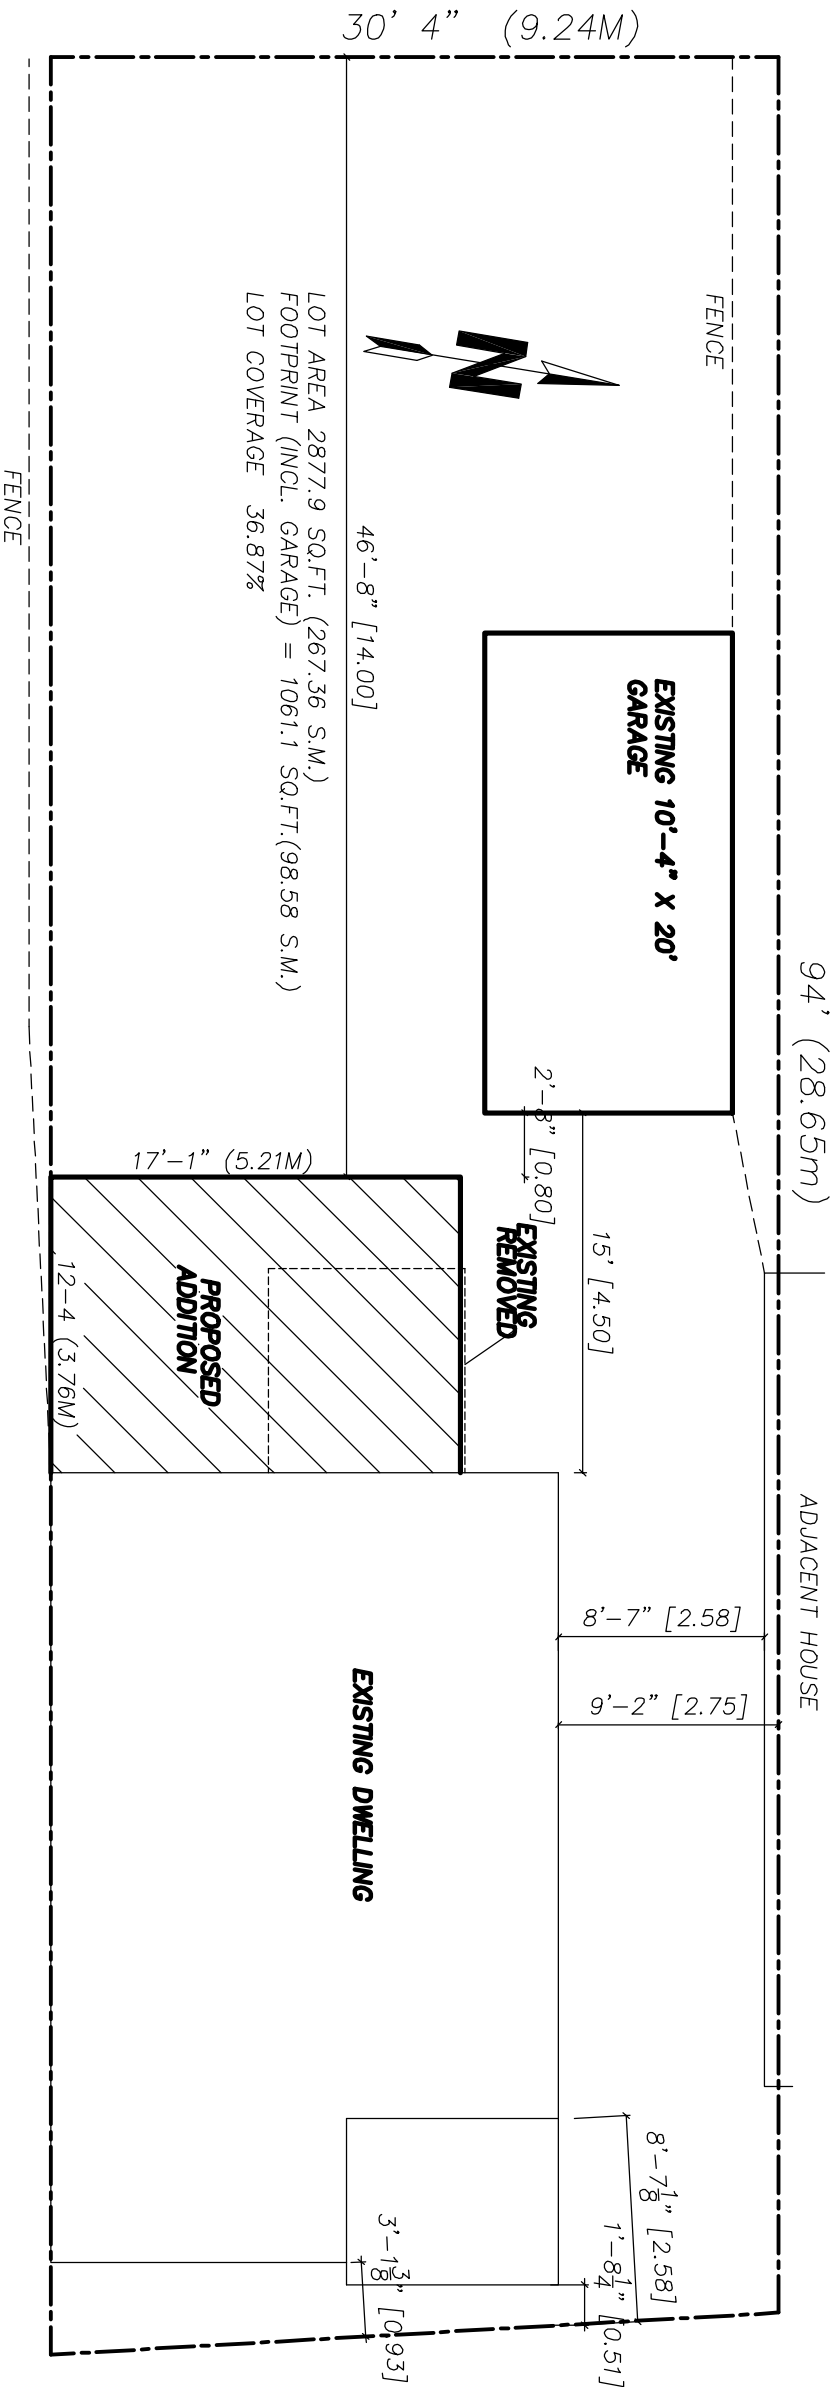 30' 4" (9.24M)
94' (28.65m)
FENCE
N
LOT AREA 2877.9 SQ.FT. (267.36 S.M.)
FOOTPRINT (INCL. GARAGE) = 1061.1 SQ.FT.(98.58 S.M.)
LOT COVERAGE 36.87%
46'-8" [14.00]
FENCE
EXISTING 10'-4" X 20'
GARAGE
2'-8" [0.80]
15' [4.50]
EXISTING
REMOVED
17'-1" (5.21M)
12-4 (3.76M)
PROPOSED
ADDITION
ADJACENT HOUSE
8'-7" [2.58]
9'-2" [2.75]
EXISTING DWELLING
8'-7 1/8" [2.58]
1'-8 1/4" [0.51]
3'-1 3/8" [0.93]